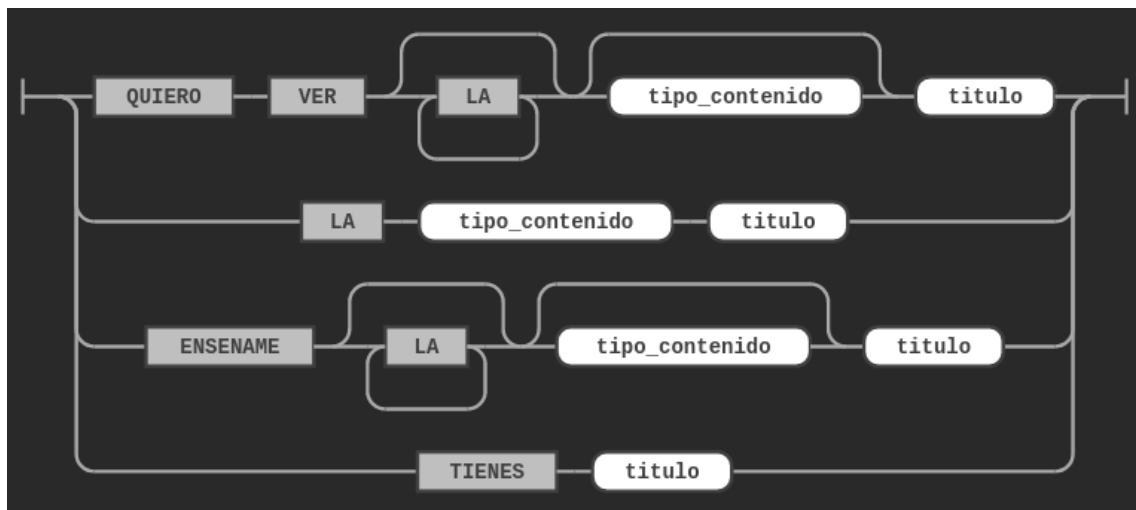 QUIERO VER LA tipo_contenido titulo
LA tipo_contenido titulo
ENSENAME LA tipo_contenido titulo
TIENES titulo